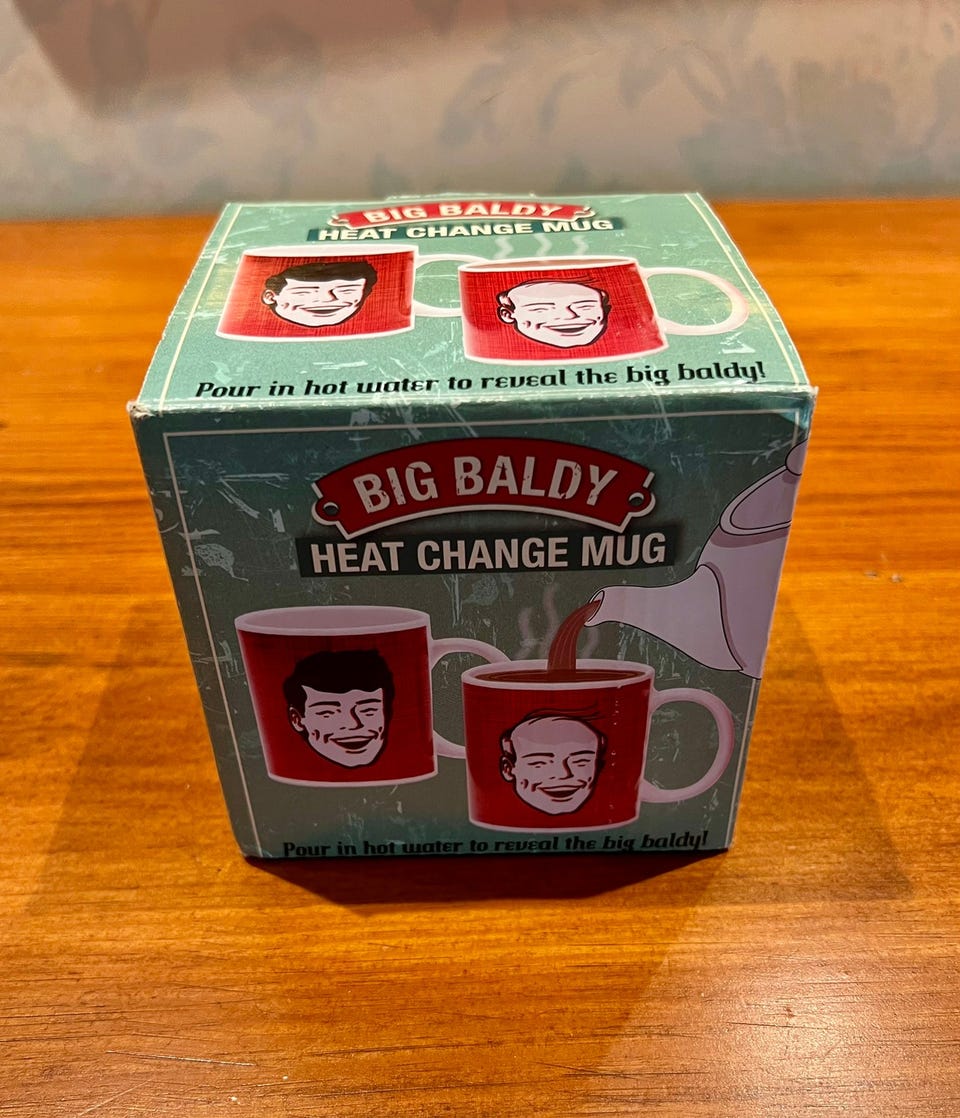 BIG BALDY
HEAT CHANGE MUG
Pour in hot water to reveal the big baldy!
BIG BALDY
HEAT CHANGE MUG
Pour in hot water to reveal the big baldy!